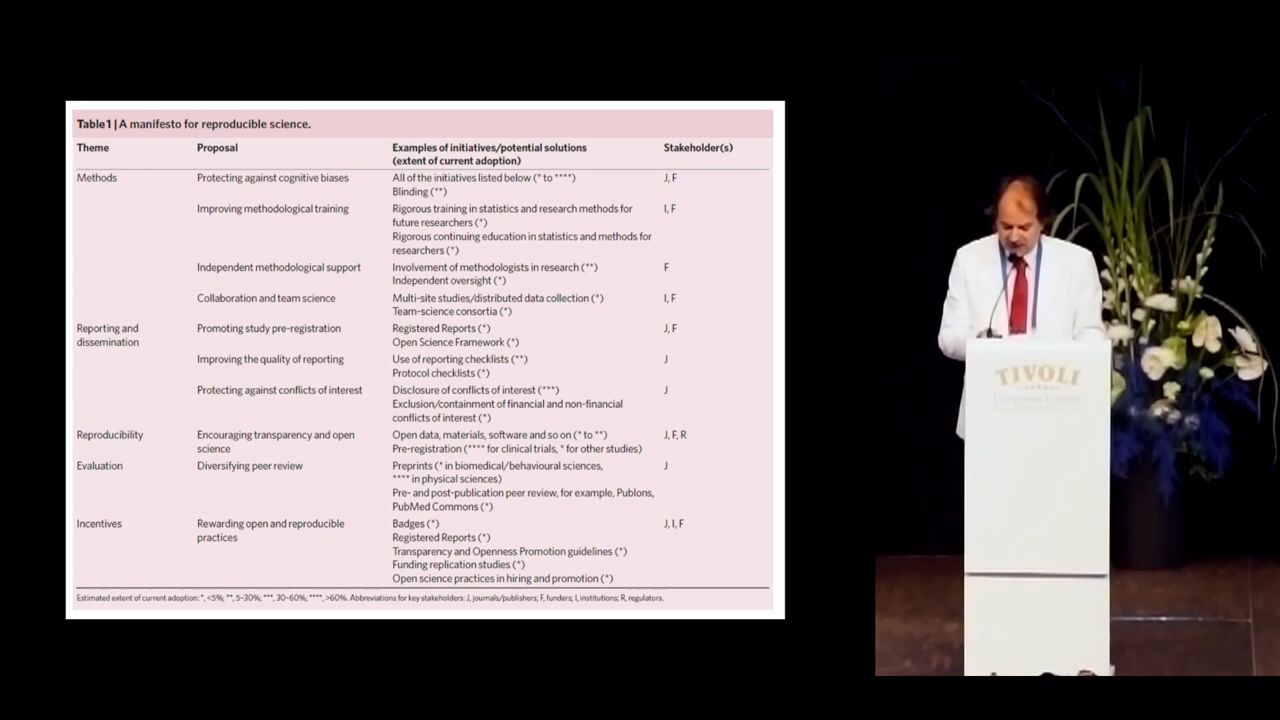 Table 1 | A manifesto for reproducible science.
Theme Proposal Examples of initiatives/potential solutions (extent of current adoption) Stakeholder(s)
Methods Protecting against cognitive biases All of the initiatives listed below (* to ****) J, F
Blinding (**)
Improving methodological training Rigorous training in statistics and research methods for I, F
future researchers (*)
Rigorous continuing education in statistics and methods for
researchers (*)
Independent methodological support Involvement of methodologists in research (**) F
Independent oversight (*)
Collaboration and team science Multi-site studies/distributed data collection (*) I, F
Team-science consortia (*)
Reporting and Promoting study pre-registration Registered Reports (*) J, F
dissemination Open Science Framework (*)
Improving the quality of reporting Use of reporting checklists (**) J
Protocol checklists (*)
Protecting against conflicts of interest Disclosure of conflicts of interest (***) J
Exclusion/containment of financial and non-financial
conflicts of interest (*)
Reproducibility Encouraging transparency and open Open data, materials, software and so on (* to **) J, F, R
science Pre-registration (**** for clinical trials, * for other studies)
Evaluation Diversifying peer review Preprints (* in biomedical/behavioural sciences, J
**** in physical sciences)
Pre- and post-publication peer review, for example, Publons,
PubMed Commons (*)
Incentives Rewarding open and reproducible Badges (*) J, I, F
practices Registered Reports (*)
Transparency and Openness Promotion guidelines (*)
Funding replication studies (*)
Open science practices in hiring and promotion (*)
Estimated extent of current adoption: *, <5%; **, 5–30%; ***, 30–60%; ****, >60%. Abbreviations for key stakeholders: J, journals/publishers; F, funders; I, institutions; R, regulators.
TIVOLI